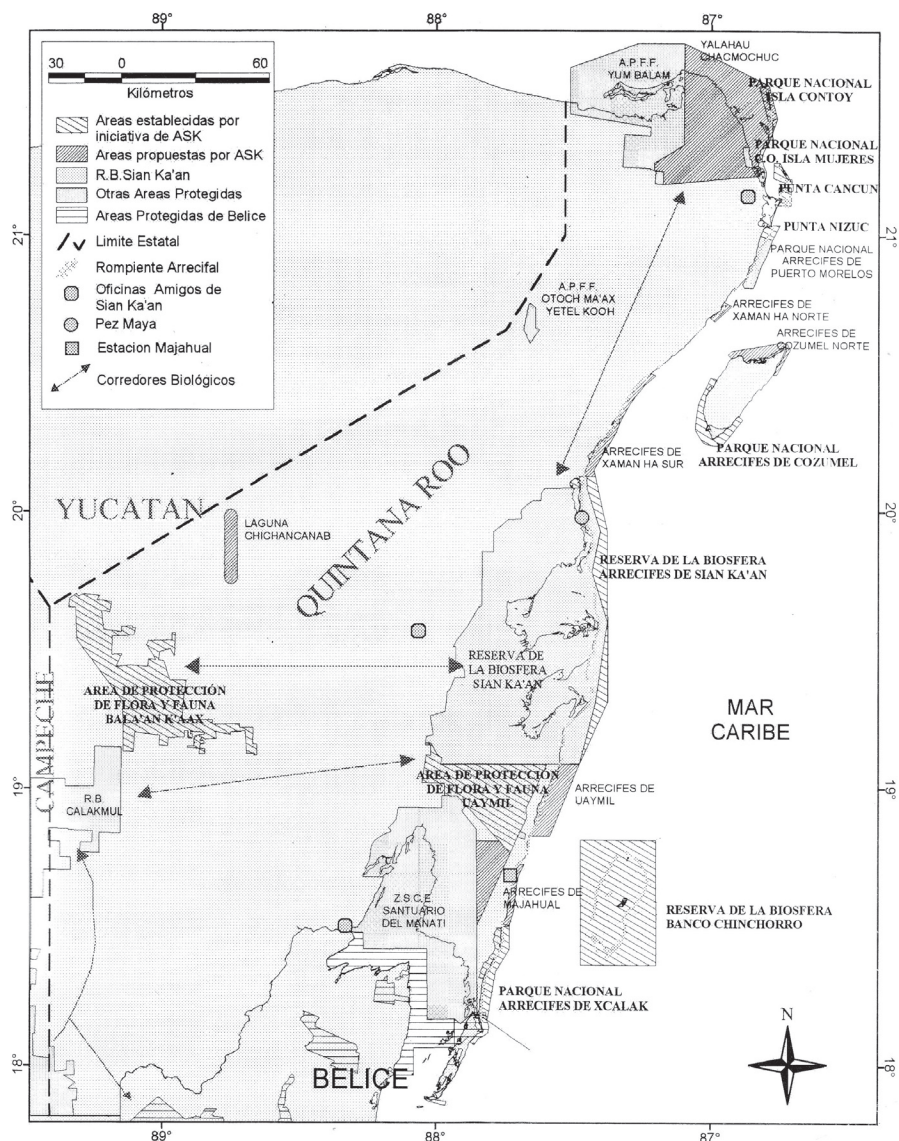 89°
88°
87°
30 0 60
Kilómetros
Areas establecidas por
iniciativa de ASK
Areas propuestas por ASK
R.B.Sian Ka'an
Otras Areas Protegidas
Areas Protegidas de Belice
Limite Estatal
Rompiente Arrecifal
Oficinas Amigos de
Sian Ka'an
Pez Maya
Estacion Majahual
Corredores Biológicos
YALAHAU
CHACMOCHUC
A.P.F.F.
YUM BALAM
PARQUE NACIONAL
ISLA CONTOY
PARQUE NACIONAL
C.O. ISLA MUJERES
PUNTA CANCUN
PUNTA NIZUC
21°
21°
PARQUE NACIONAL
ARRECIFES DE
PUERTO MORELOS
A.P.F.F.
OTOCH MA'AX
YETEL KOOH
ARRECIFES DE
XAMAN HA NORTE
ARRECIFES DE
COZUMEL NORTE
PARQUE NACIONAL
ARRECIFES DE COZUMEL
ARRECIFES DE
XAMAN HA SUR
20°
20°
YUCATAN
QUINTANA ROO
LAGUNA
CHICHANCANAB
RESERVA DE LA BIOSFERA
ARRECIFES DE SIAN KA'AN
RESERVA DE
LA BIOSFERA
SIAN KA'AN
CAMPECHE
AREA DE PROTECCIÓN
DE FLORA Y FAUNA
BALA'AN K'AAX
MAR
CARIBE
19°
19°
AREA DE PROTECCIÓN
DE FLORA Y FAUNA
UAYMIL
ARRECIFES DE
UAYMIL
R.B.
CALAKMUL
Z.S.C.E.
SANTUARIO
DEL MANATI
ARRECIFES DE
MAJAHUAL
RESERVA DE LA BIOSFERA
BANCO CHINCHORRO
PARQUE NACIONAL
ARRECIFES DE XCALAK
N
18°
18°
BELICE
89°
88°
87°